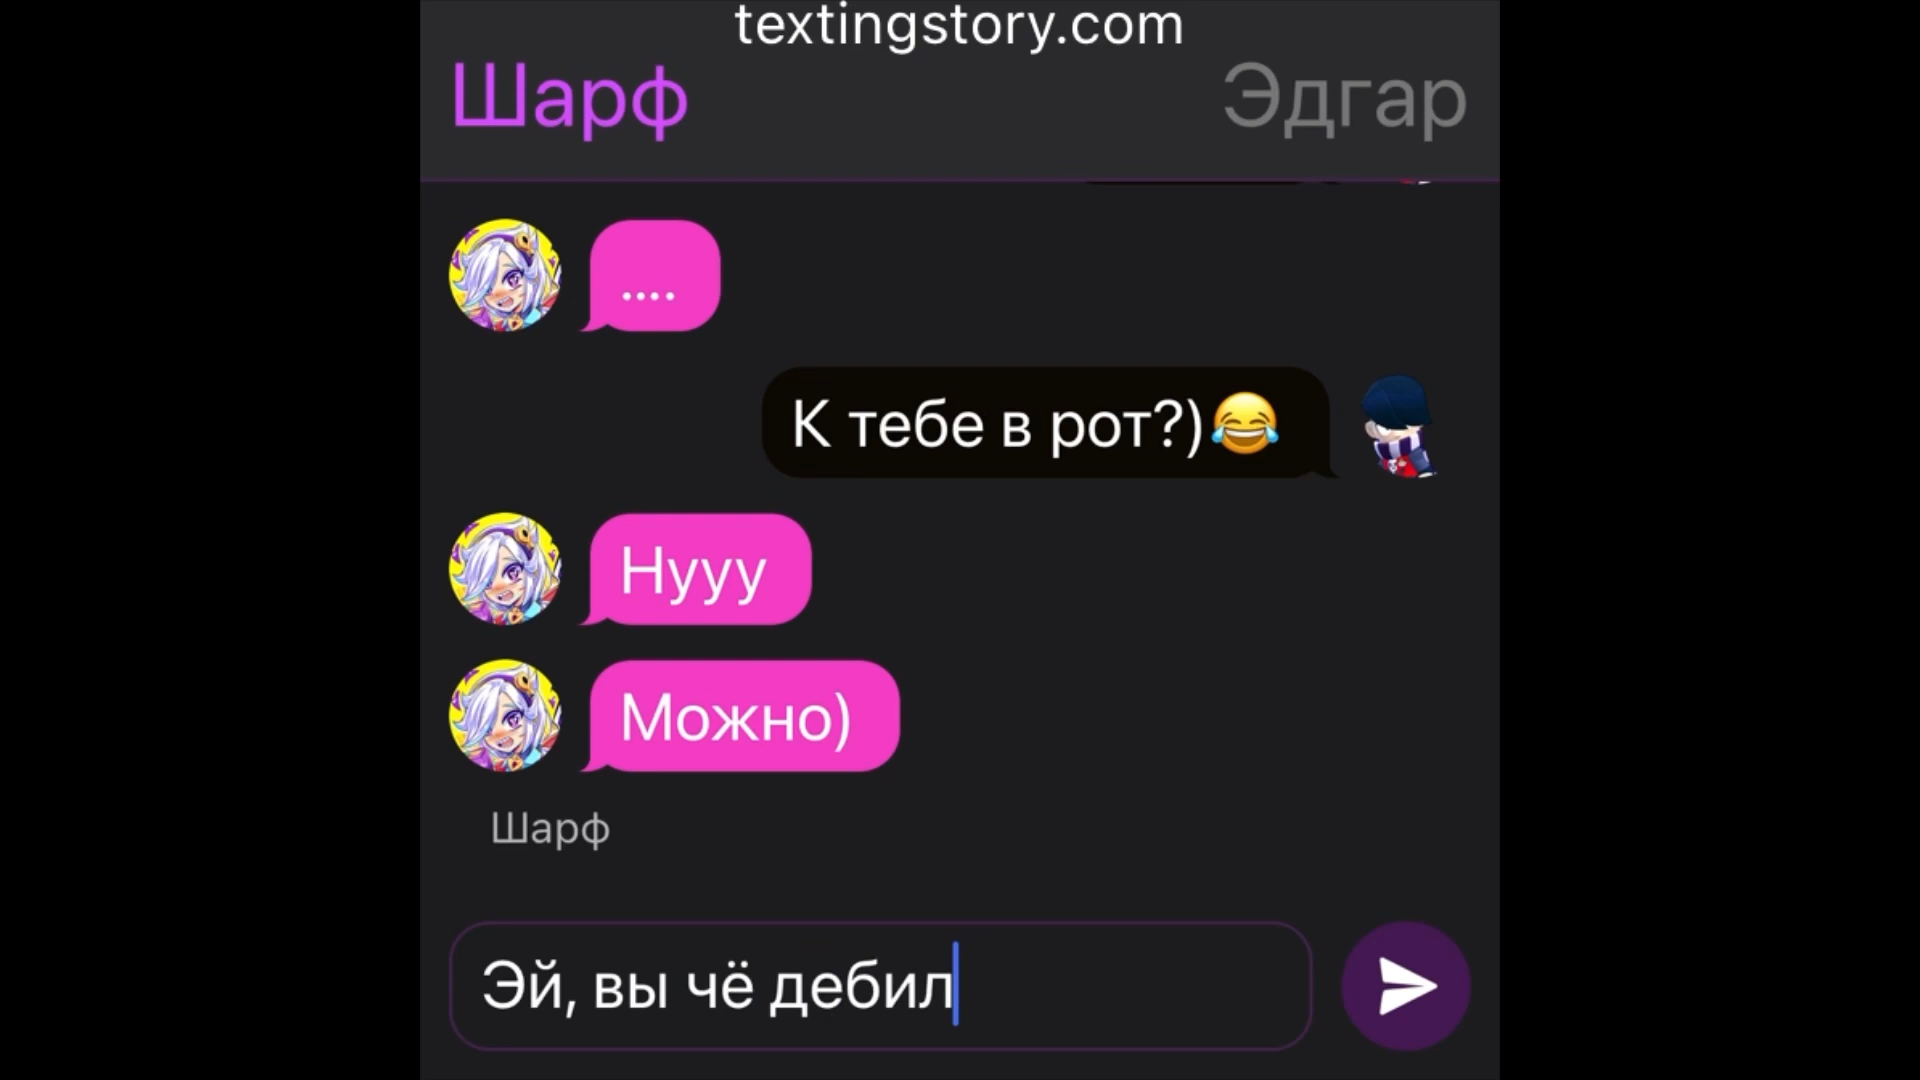 textingstory.com
Шарф
Эдгар
....
К тебе в рот?)😂
Нууу
Можно)
Шарф
Эй, вы чё дебил